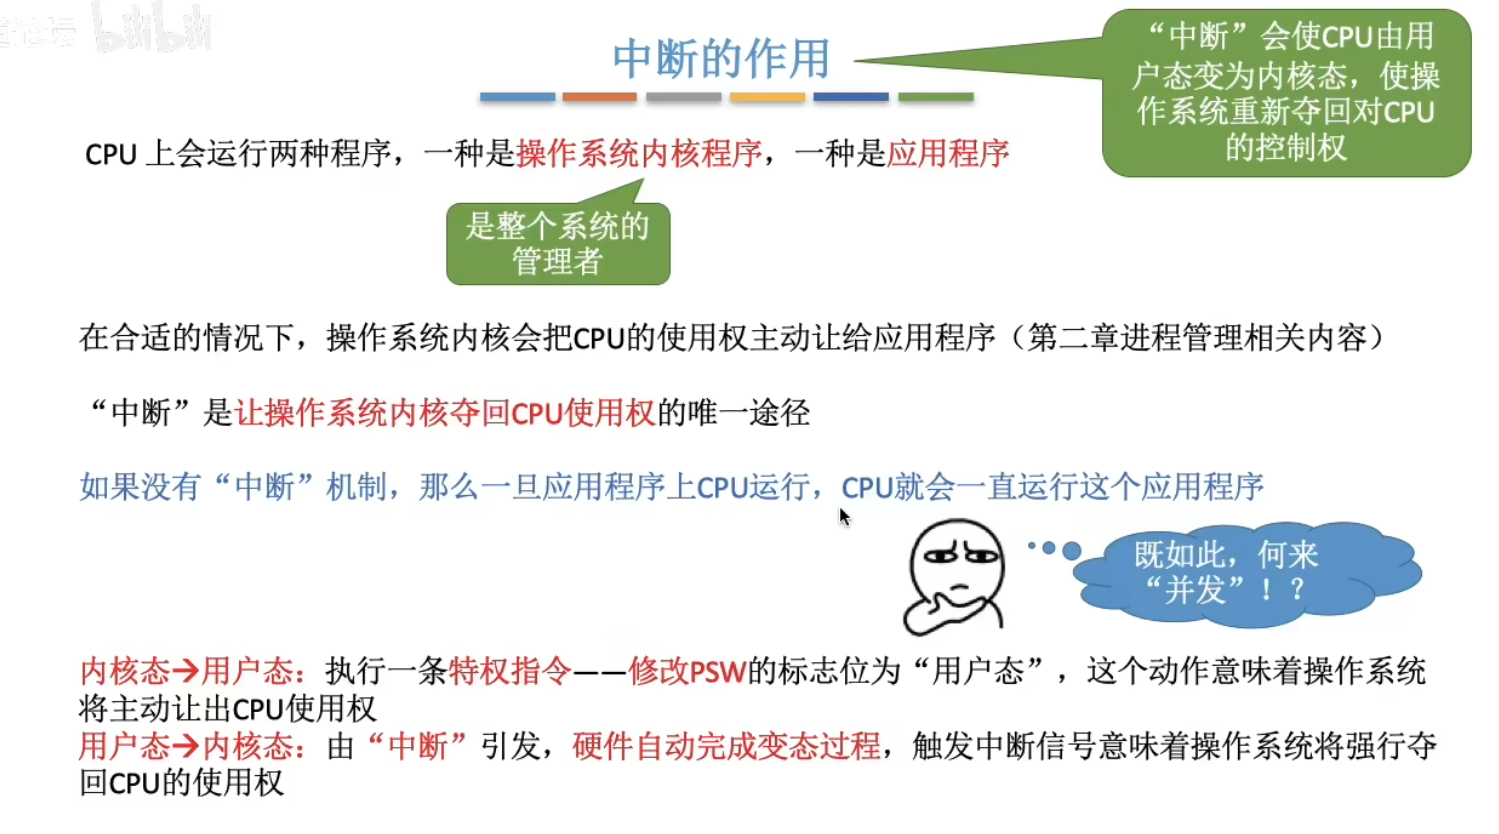 论坛 bilibili
中断的作用
“中断”会使CPU由用
户态变为内核态，使操
作系统重新夺回对CPU
的控制权
CPU 上会运行两种程序，一种是操作系统内核程序，一种是应用程序
是整个系统的
管理者
在合适的情况下，操作系统内核会把CPU的使用权主动让给应用程序（第二章进程管理相关内容）
“中断”是让操作系统内核夺回CPU使用权的唯一途径
如果没有“中断”机制，那么一旦应用程序上CPU运行，CPU就会一直运行这个应用程序
既如此，何来
“并发”！？
内核态→用户态：执行一条特权指令——修改PSW的标志位为“用户态”，这个动作意味着操作系统
将主动让出CPU使用权
用户态→内核态：由“中断”引发，硬件自动完成变态过程，触发中断信号意味着操作系统将强行夺
回CPU的使用权